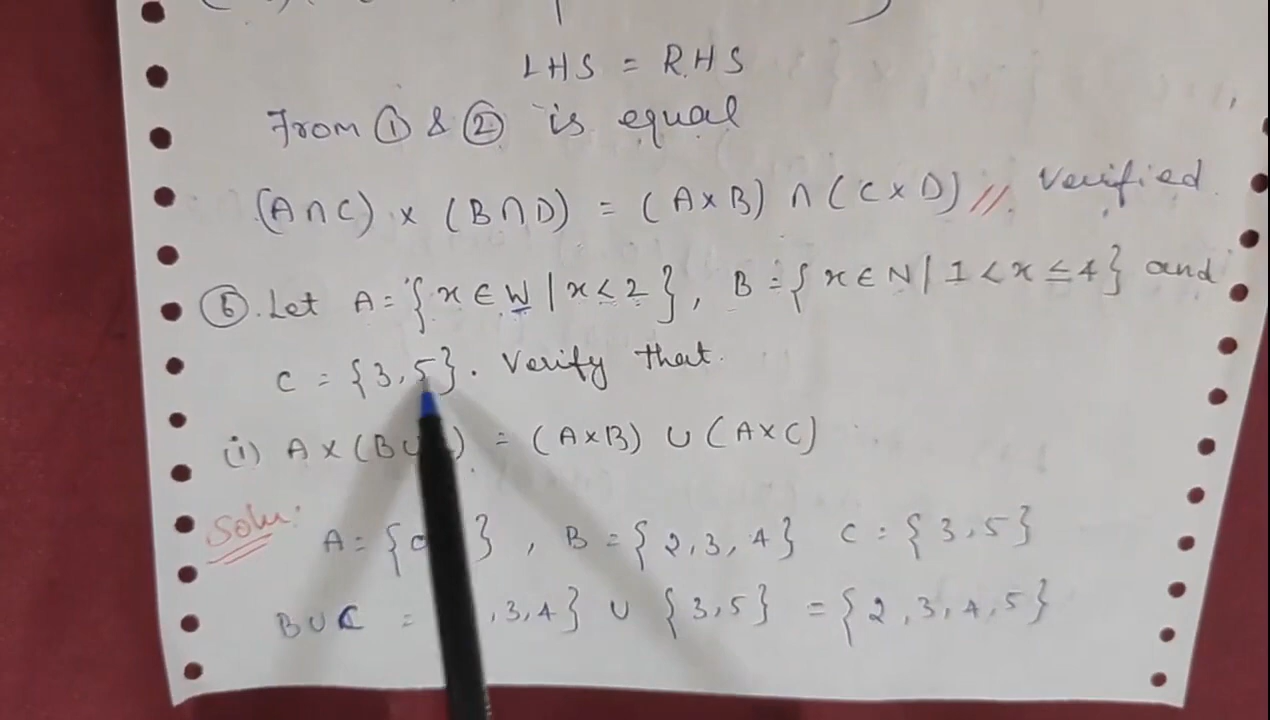 LHS = RHS
From ① & ② is equal
(A∩C) × (B∩D) = (A×B) ∩ (C×D) // Verified
⑥. Let A = {x ∈ W | x < 2}, B = {x ∈ N | 1 < x ≤ 4} and
C = {3,5}. Verify that.
(i) A × (B∪ ) = (A×B) ∪ (A×C)
Solu:
A = { }, B = {2,3,4} C = {3,5}
B∪C = ,3,4} ∪ {3,5} = {2,3,4,5}